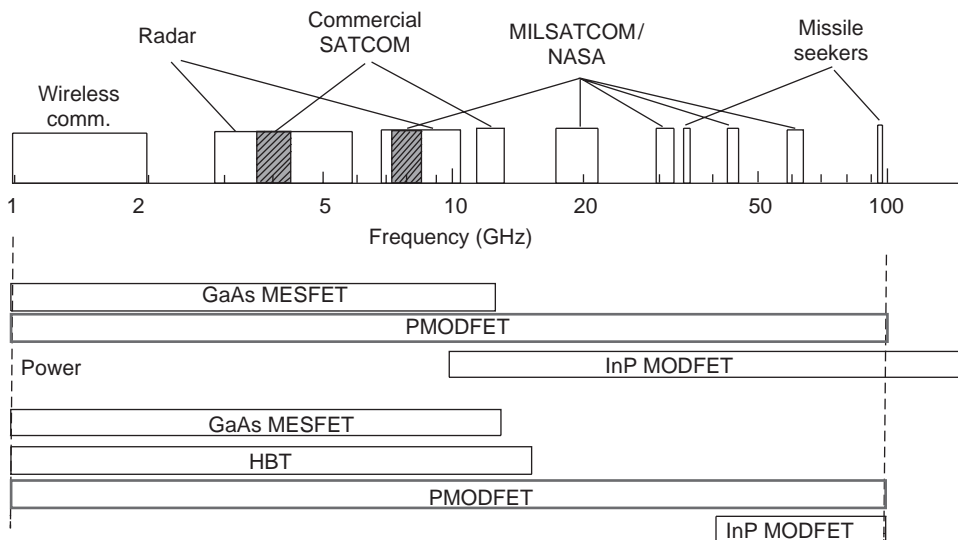 Radar
Commercial
SATCOM
MILSATCOM/
NASA
Missile
seekers
Wireless
comm.
1 2 5 10 20 50 100
Frequency (GHz)
GaAs MESFET
PMODFET
Power
InP MODFET
GaAs MESFET
HBT
PMODFET
InP MODFET